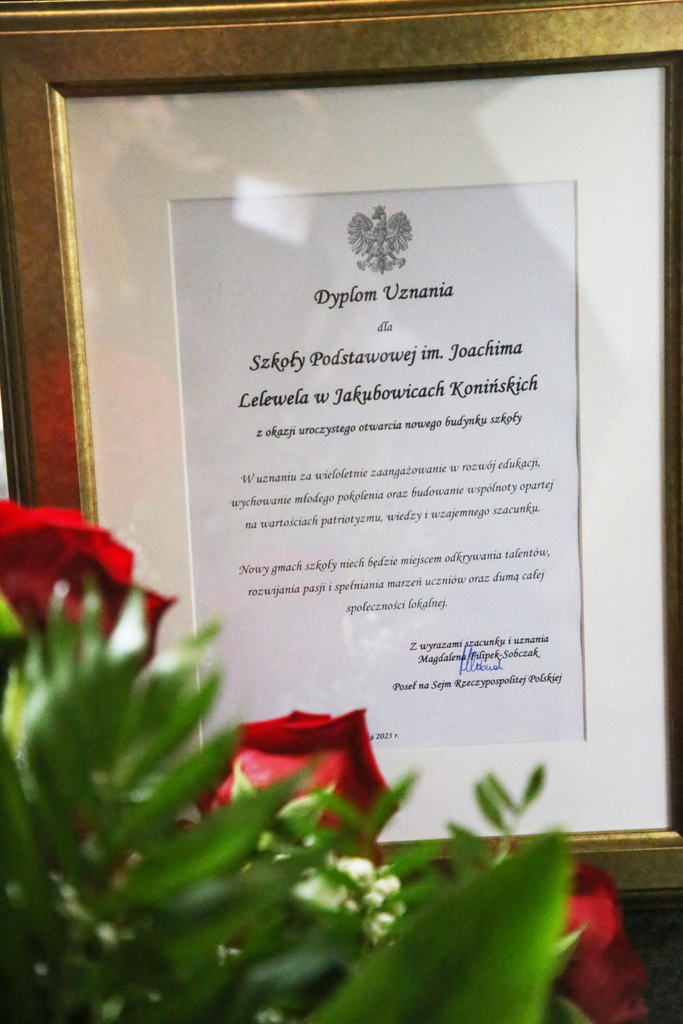 Dyplom Uznania
dla
Szkoły Podstawowej im. Joachima
Lelewela w Jakubowicach Konińskich
z okazji uroczystego otwarcia nowego budynku szkoły
W uznaniu za wieloletnie zaangażowanie w rozwój edukacji,
wychowanie młodego pokolenia oraz budowanie wspólnoty opartej
na wartościach patriotyzmu, wiedzy i wzajemnego szacunku.
Nowy gmach szkoły niech będzie miejscem odkrywania talentów,
rozwijania pasji i spełniania marzeń uczniów oraz dumą całej
społeczności lokalnej.
Z wyrazami szacunku i uznania
Magdalena Filipek-Sobczak
Poseł na Sejm Rzeczypospolitej Polskiej
2025 r.